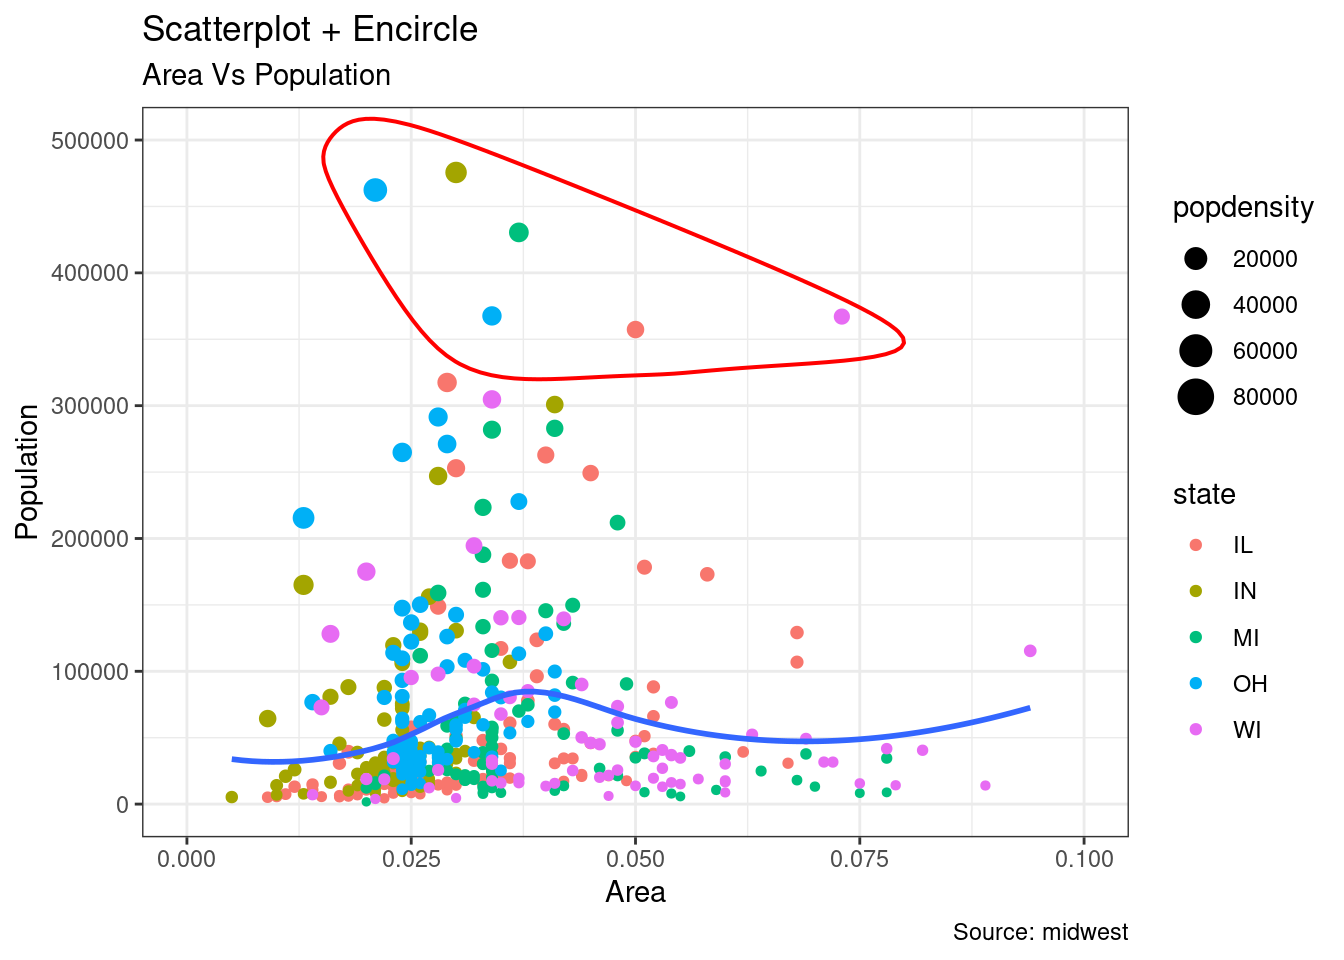 Scatterplot + Encircle
Area Vs Population
500000
400000
300000
200000
100000
0
Population
0.000
0.025
0.050
0.075
0.100
Area
popdensity
20000
40000
60000
80000
state
IL
IN
MI
OH
WI
Source: midwest